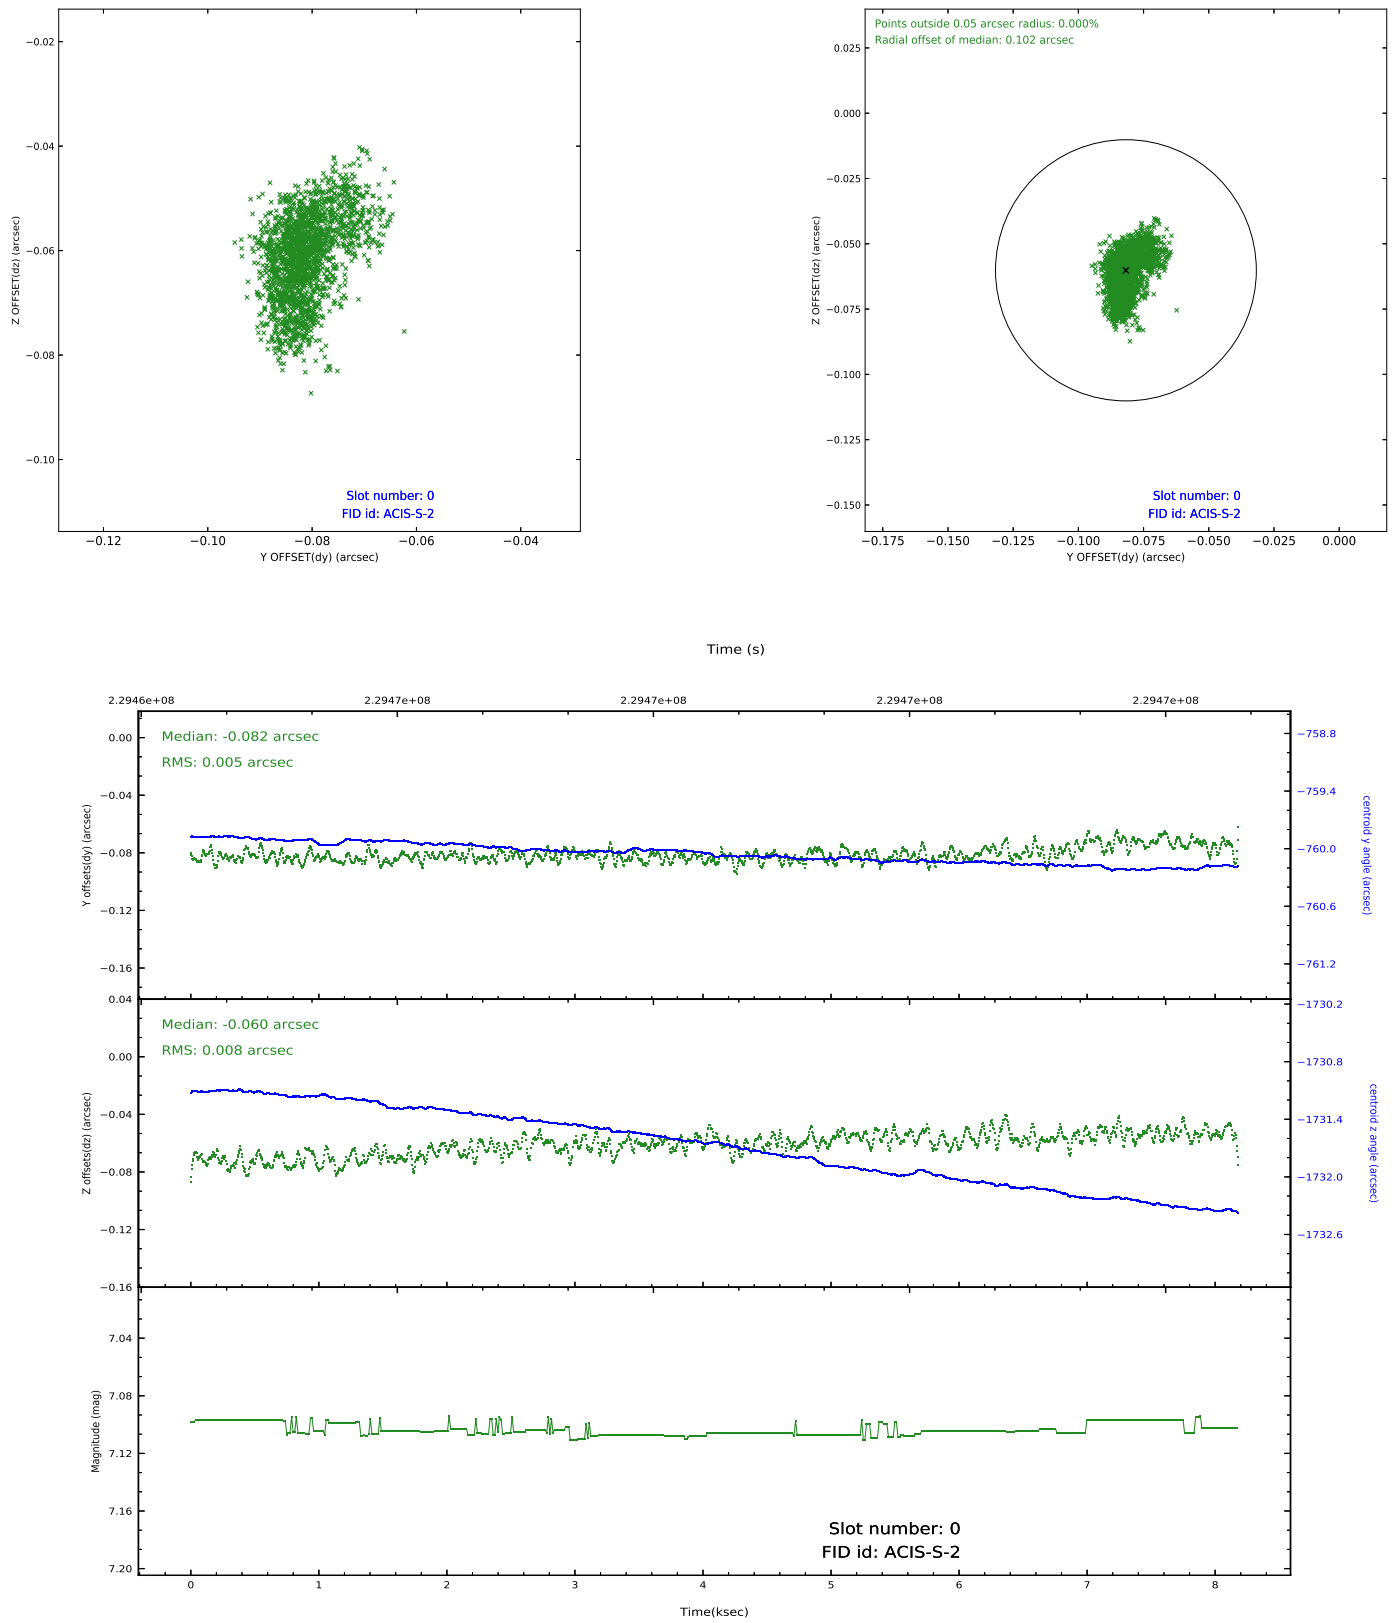 −0.02
−0.04
−0.06
−0.08
−0.10
Z OFFSET(dz) (arcsec)
Slot number: 0
FID id: ACIS-S-2
−0.12
−0.10
−0.08
−0.06
−0.04
Y OFFSET(dy) (arcsec)
Points outside 0.05 arcsec radius: 0.000%
Radial offset of median: 0.102 arcsec
0.025
0.000
−0.025
−0.050
−0.075
−0.100
−0.125
−0.150
Z OFFSET(dz) (arcsec)
Slot number: 0
FID id: ACIS-S-2
−0.175
−0.150
−0.125
−0.100
−0.075
−0.050
−0.025
0.000
Y OFFSET(dy) (arcsec)
Time (s)
2.2946e+08
2.2947e+08
2.2947e+08
2.2947e+08
2.2947e+08
Median: -0.082 arcsec
RMS: 0.005 arcsec
0.00
−0.04
−0.08
−0.12
−0.16
Y offsets(dy) (arcsec)
−758.8
−759.4
−760.0
−760.6
−761.2
centroid y angle (arcsec)
Median: -0.060 arcsec
RMS: 0.008 arcsec
0.04
0.00
−0.04
−0.08
−0.12
−0.16
Z offsets(dz) (arcsec)
−1730.2
−1730.8
−1731.4
−1732.0
−1732.6
centroid z angle (arcsec)
7.04
7.08
7.12
7.16
7.20
Magnitude (mag)
Slot number: 0
FID id: ACIS-S-2
0
1
2
3
4
5
6
7
8
Time(ksec)